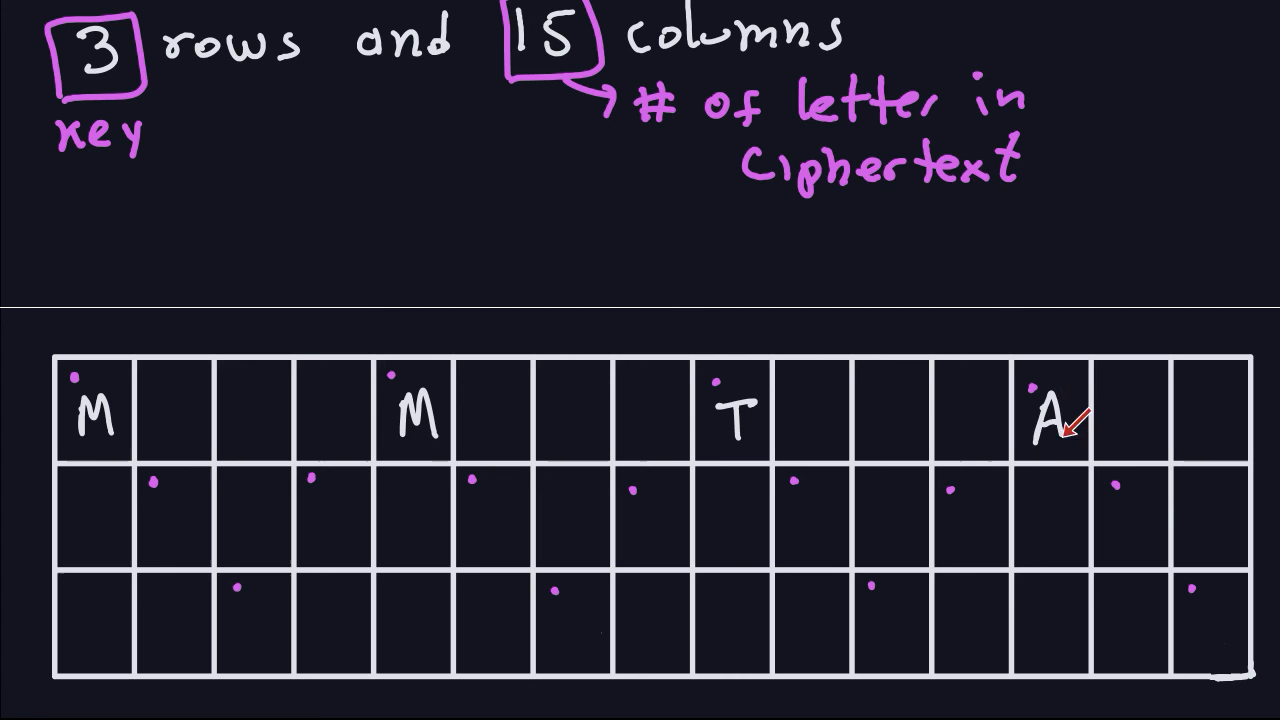 3 rows and 15 columns
key
# of letter in
ciphertext
M M T A